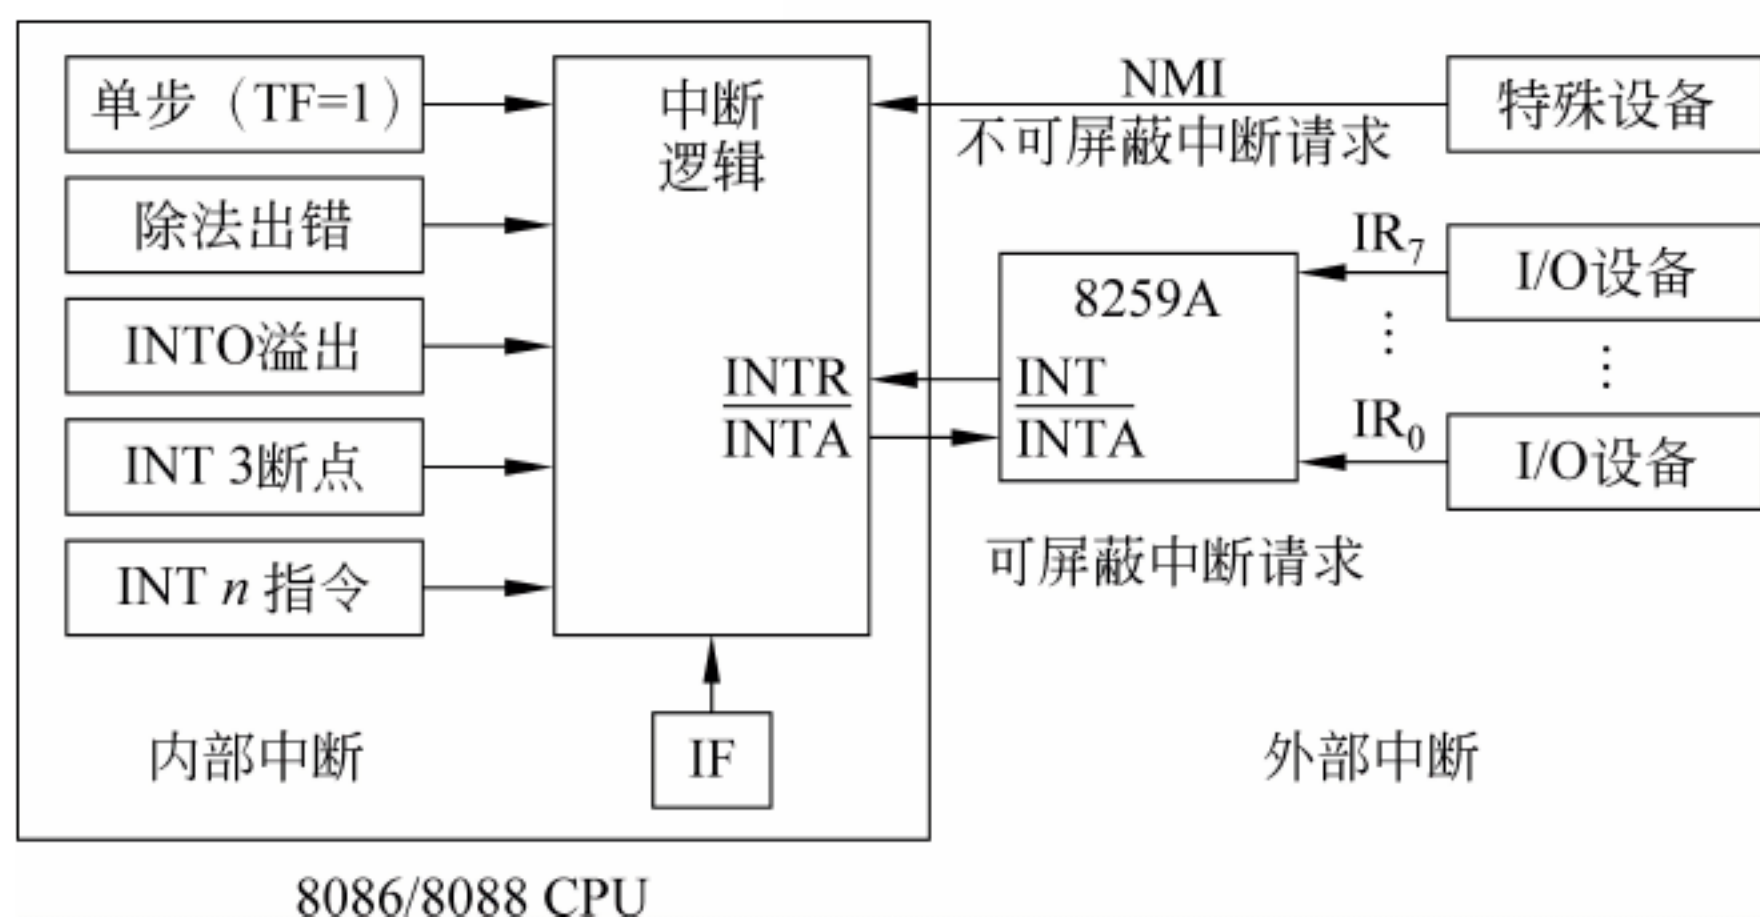 单步（TF=1）
除法出错
INTO溢出
INT 3断点
INT n 指令
内部中断
中断
逻辑
INTR
INTA
IF
8086/8088 CPU
NMI
不可屏蔽中断请求
特殊设备
8259A
INT
INTA
IR7
⋮
IR0
I/O设备
⋮
I/O设备
可屏蔽中断请求
外部中断